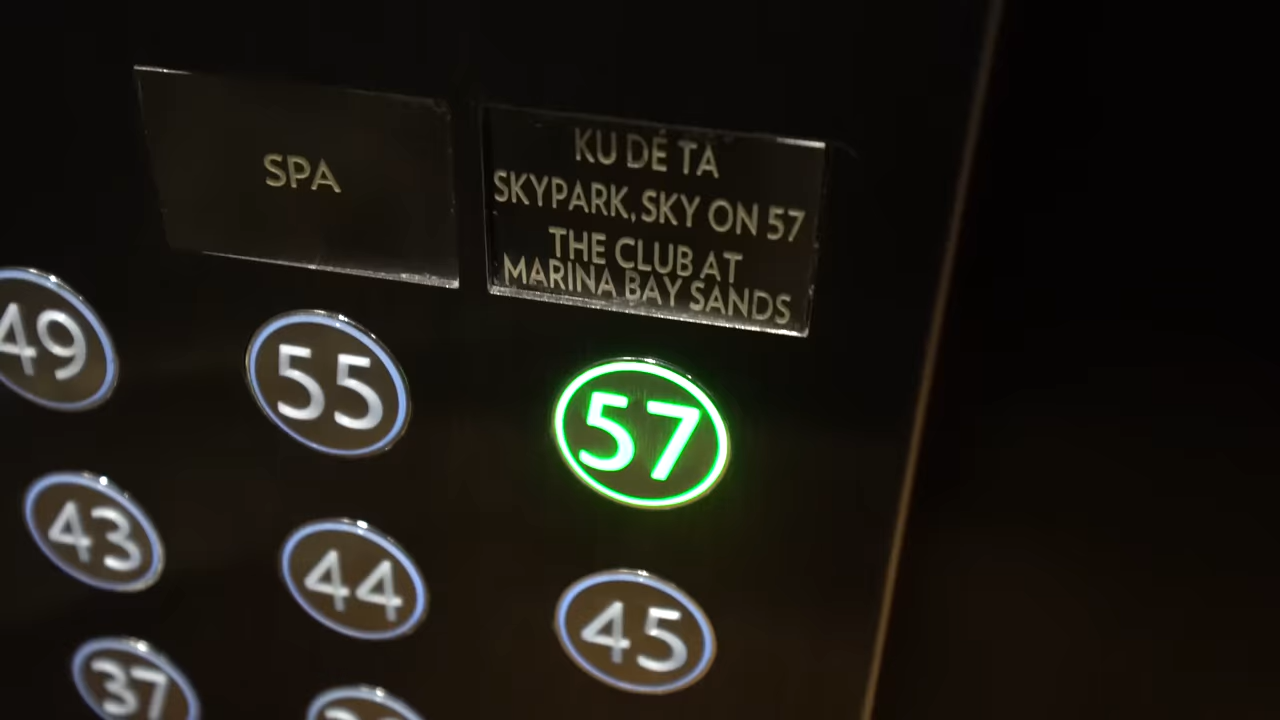 SPA
KU DÉ TA
SKYPARK, SKY ON 57
THE CLUB AT
MARINA BAY SANDS
49
55
57
43
44
45
37